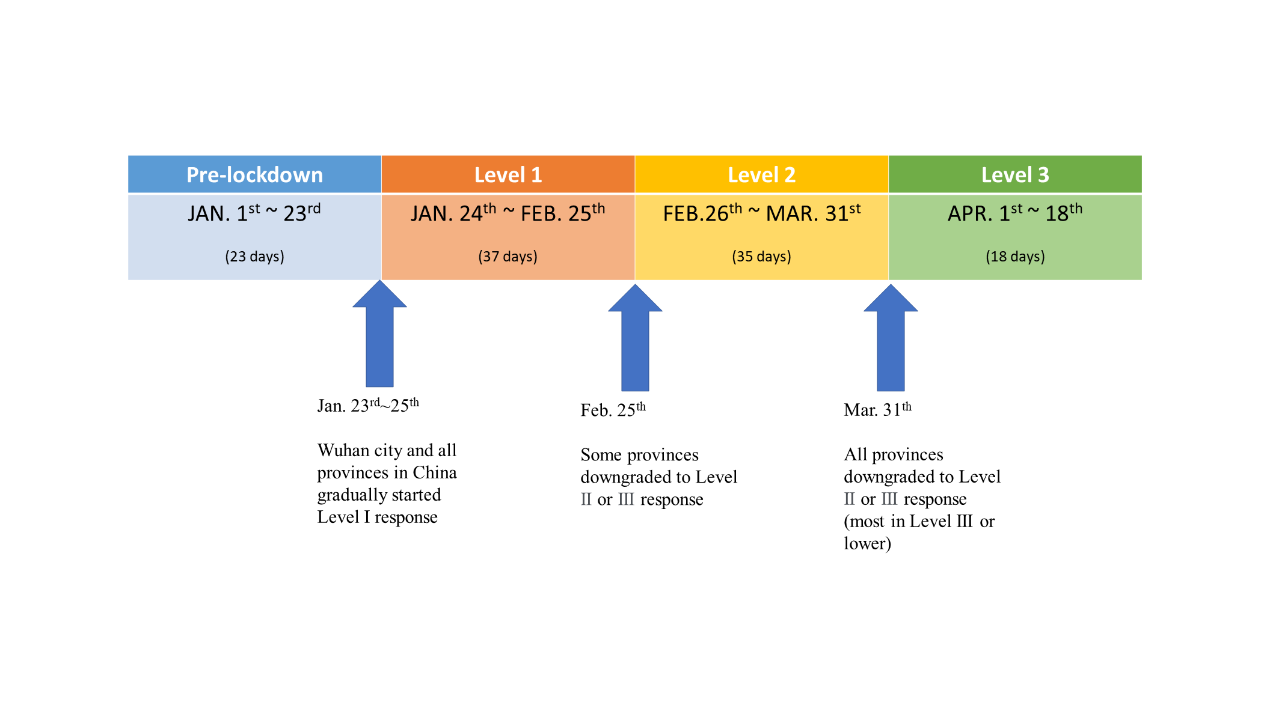 Pre-lockdown
Level 1
Level 2
Level 3
JAN. 1st ~ 23rd
JAN. 24th ~ FEB. 25th
FEB.26th ~ MAR. 31st
APR. 1st ~ 18th
(23 days)
(37 days)
(35 days)
(18 days)
Jan. 23rd~25th
Wuhan city and all
provinces in China
gradually started
Level I response
Feb. 25th
Some provinces
downgraded to Level
Ⅱ or Ⅲ response
Mar. 31th
All provinces
downgraded to Level
Ⅱ or Ⅲ response
(most in Level Ⅲ or
lower)